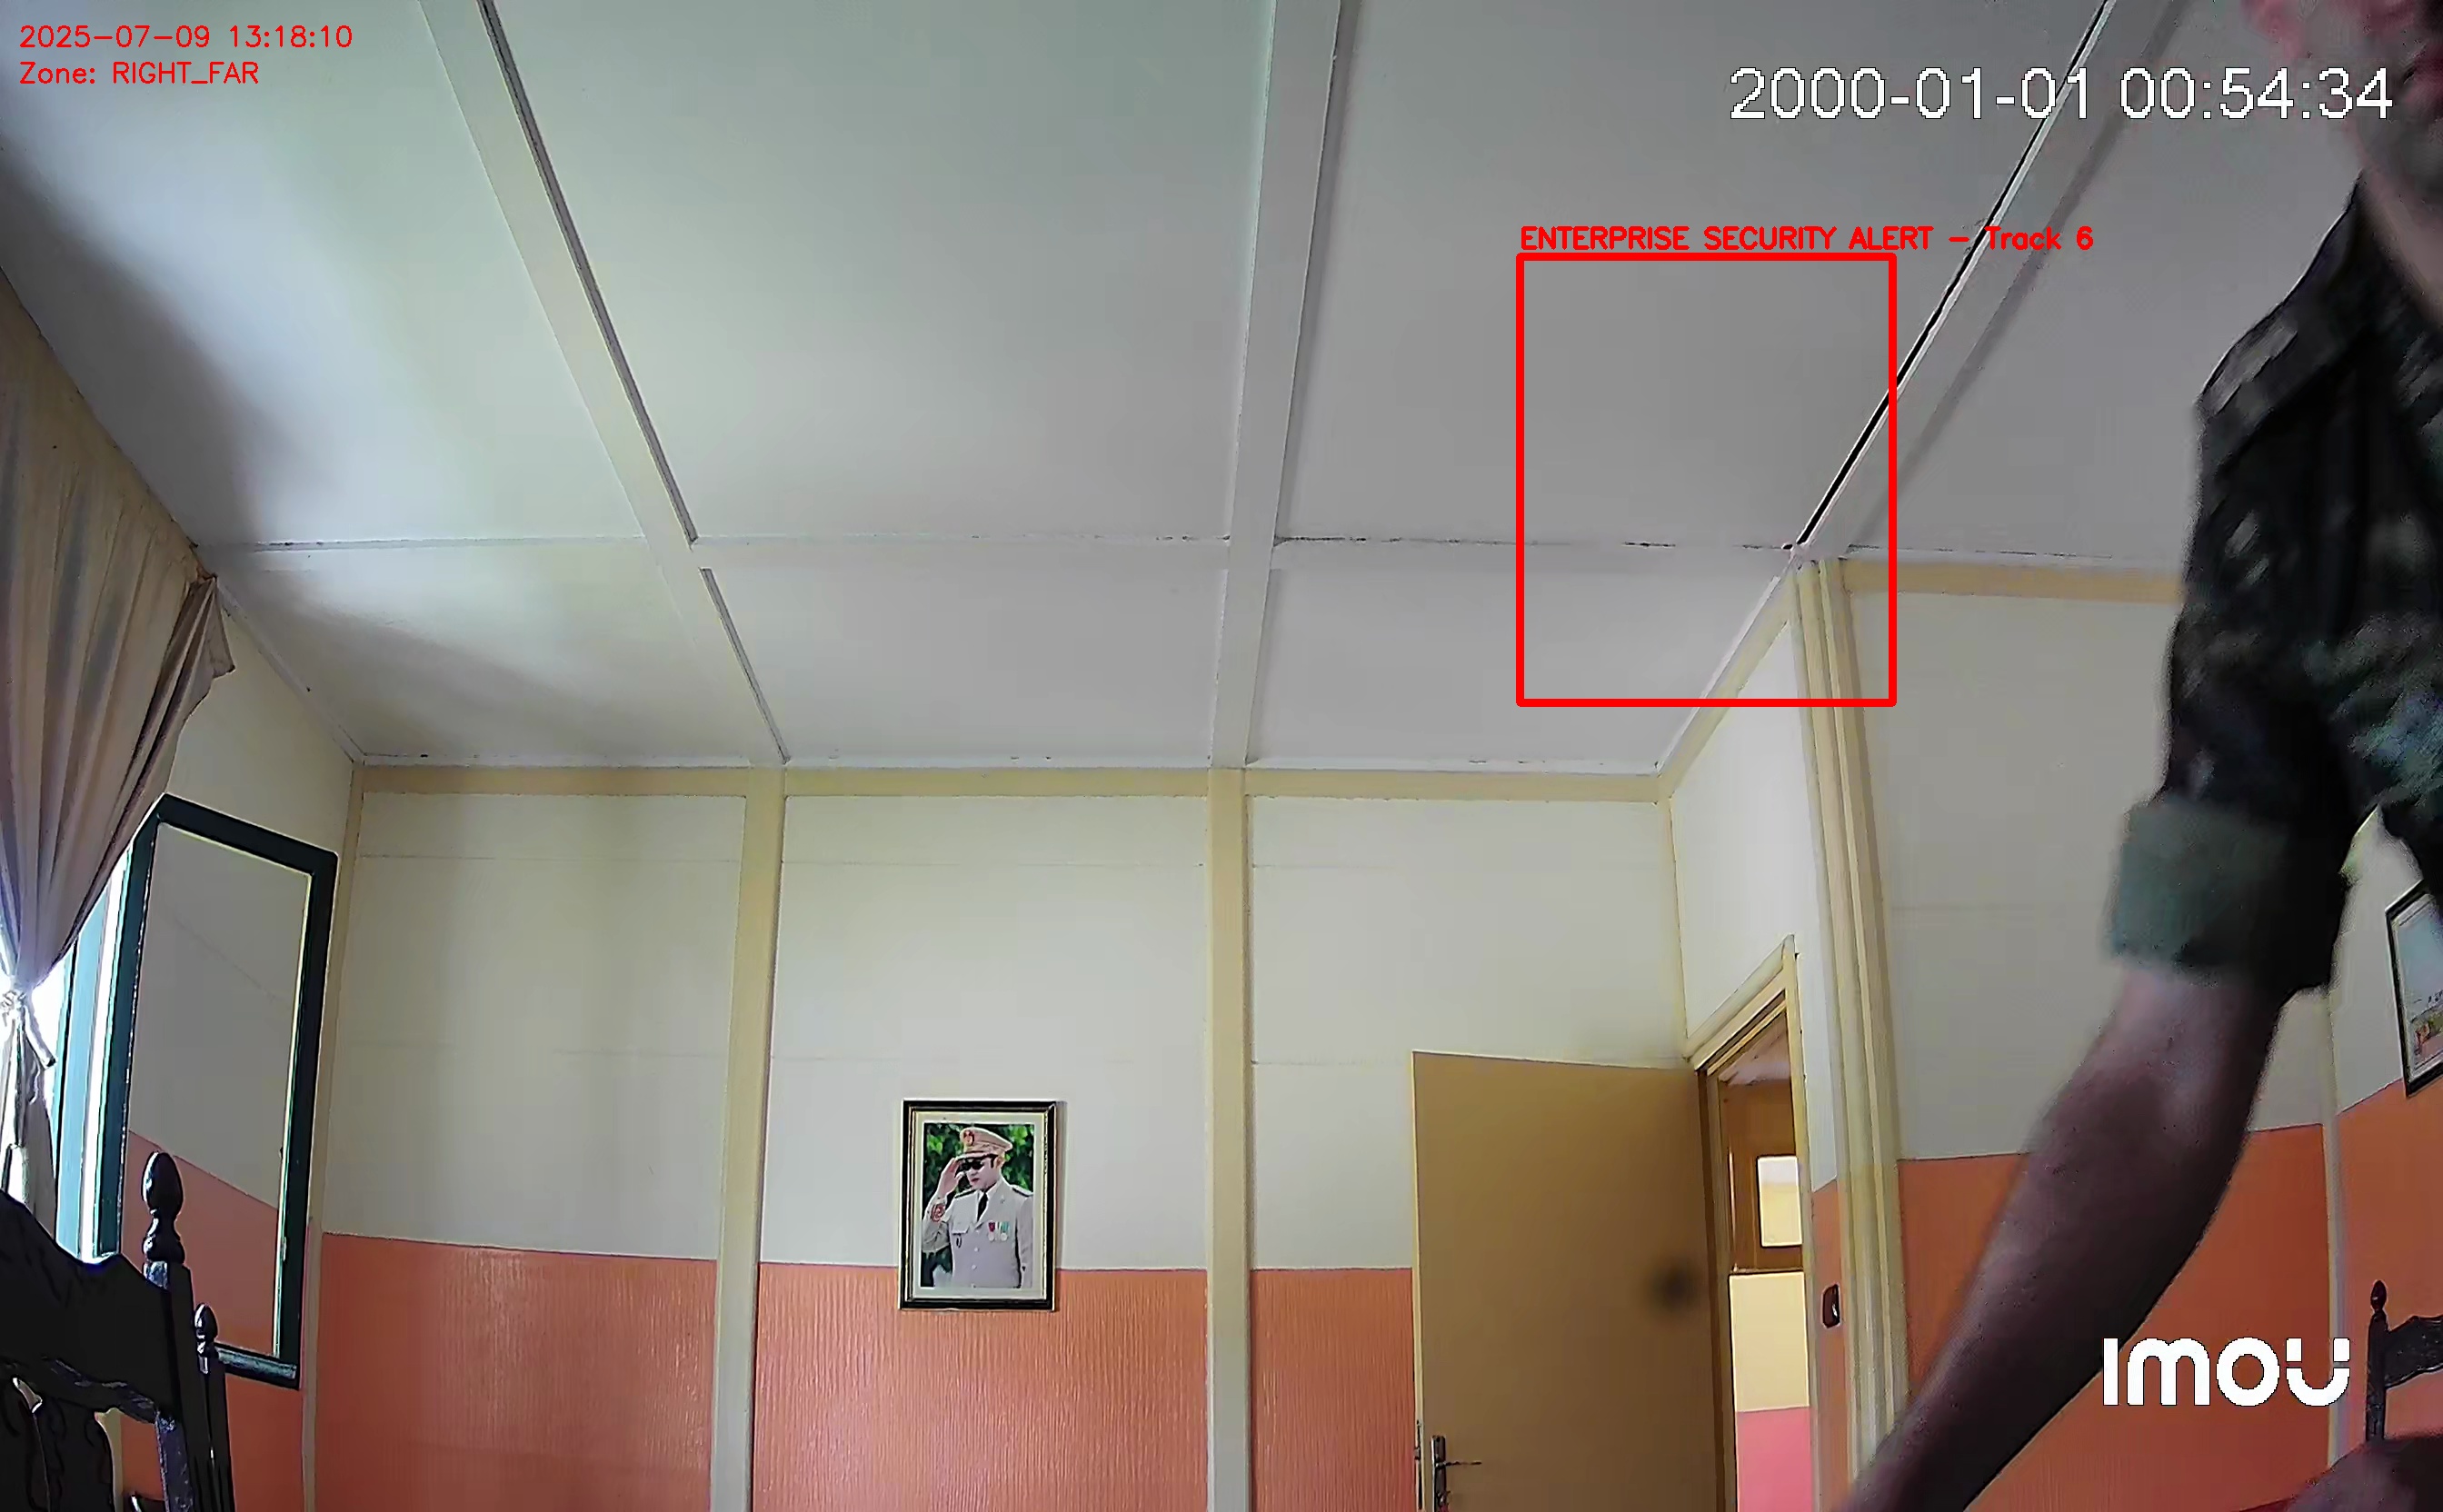 2025-07-09 13:18:10
Zone: RIGHT_FAR
2000-01-01 00:54:34
ENTERPRISE SECURITY ALERT - Track 6
IMOU